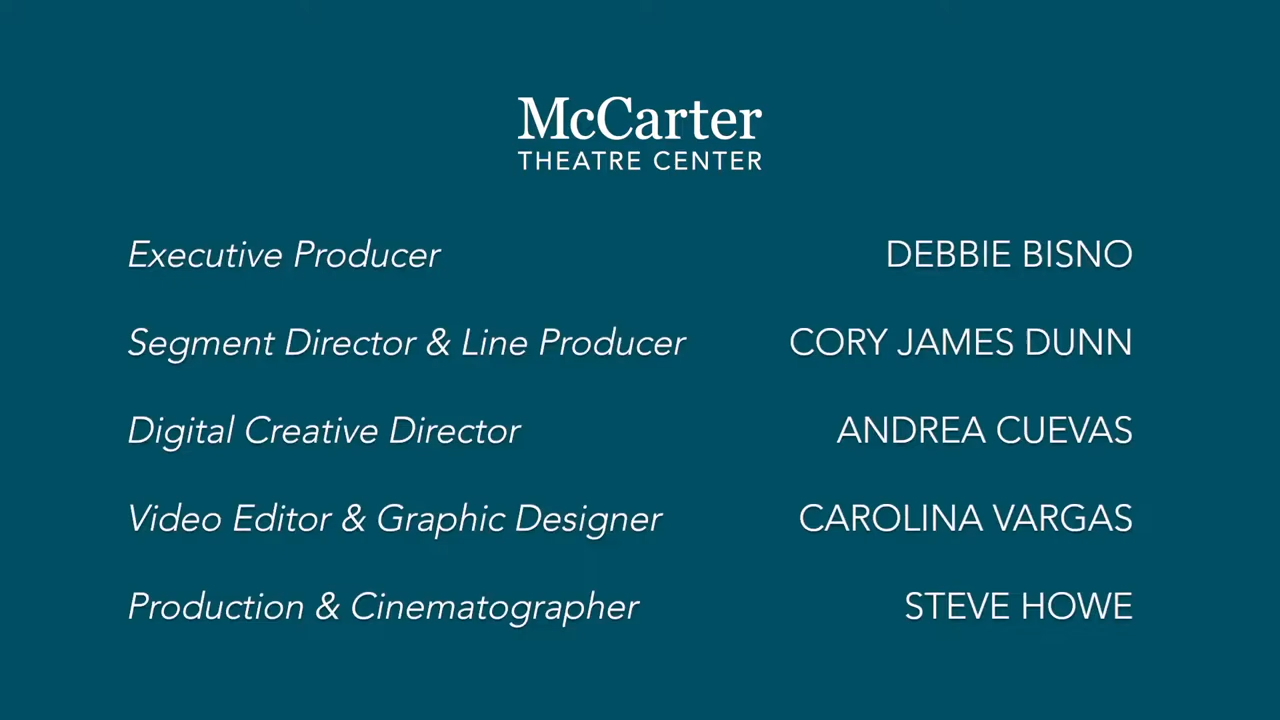 McCarter
THEATRE CENTER
Executive Producer DEBBIE BISNO
Segment Director & Line Producer CORY JAMES DUNN
Digital Creative Director ANDREA CUEVAS
Video Editor & Graphic Designer CAROLINA VARGAS
Production & Cinematographer STEVE HOWE